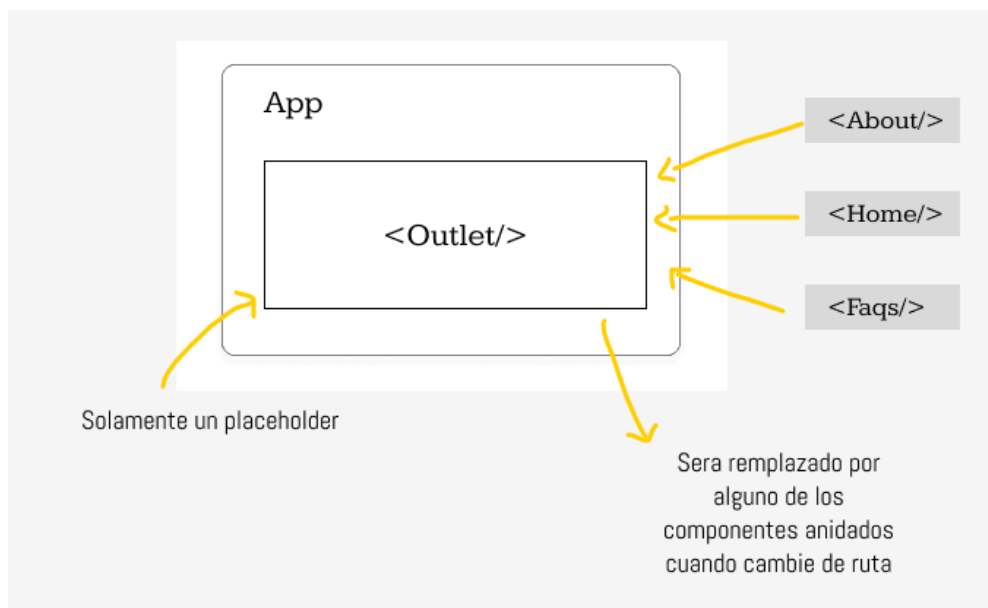 App
<Outlet/>
<About/>
<Home/>
<Faqs/>
Solamente un placeholder
Sera remplazado por
alguno de los
componentes anidados
cuando cambie de ruta